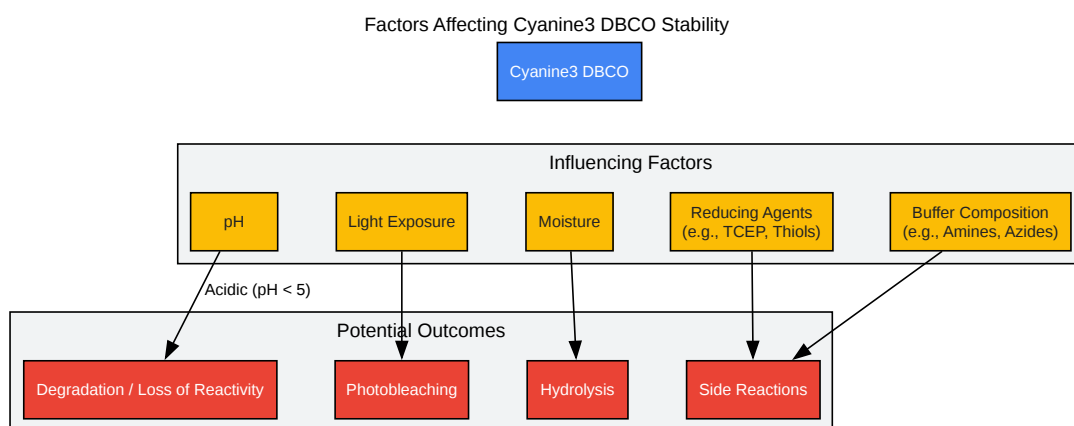 Factors Affecting Cyanine3 DBCO Stability
Cyanine3 DBCO
Influencing Factors
pH
Light Exposure
Moisture
Reducing Agents
(e.g., TCEP, Thiols)
Buffer Composition
(e.g., Amines, Azides)
Acidic (pH < 5)
Potential Outcomes
Degradation / Loss of Reactivity
Photobleaching
Hydrolysis
Side Reactions